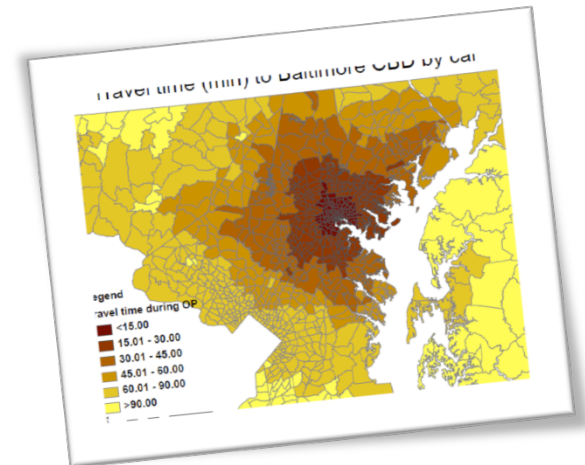 Travel time (min) to Baltimore CBD by car
egend
ravel time during OP
<15.00
15.01 - 30.00
30.01 - 45.00
45.01 - 60.00
60.01 - 90.00
>90.00